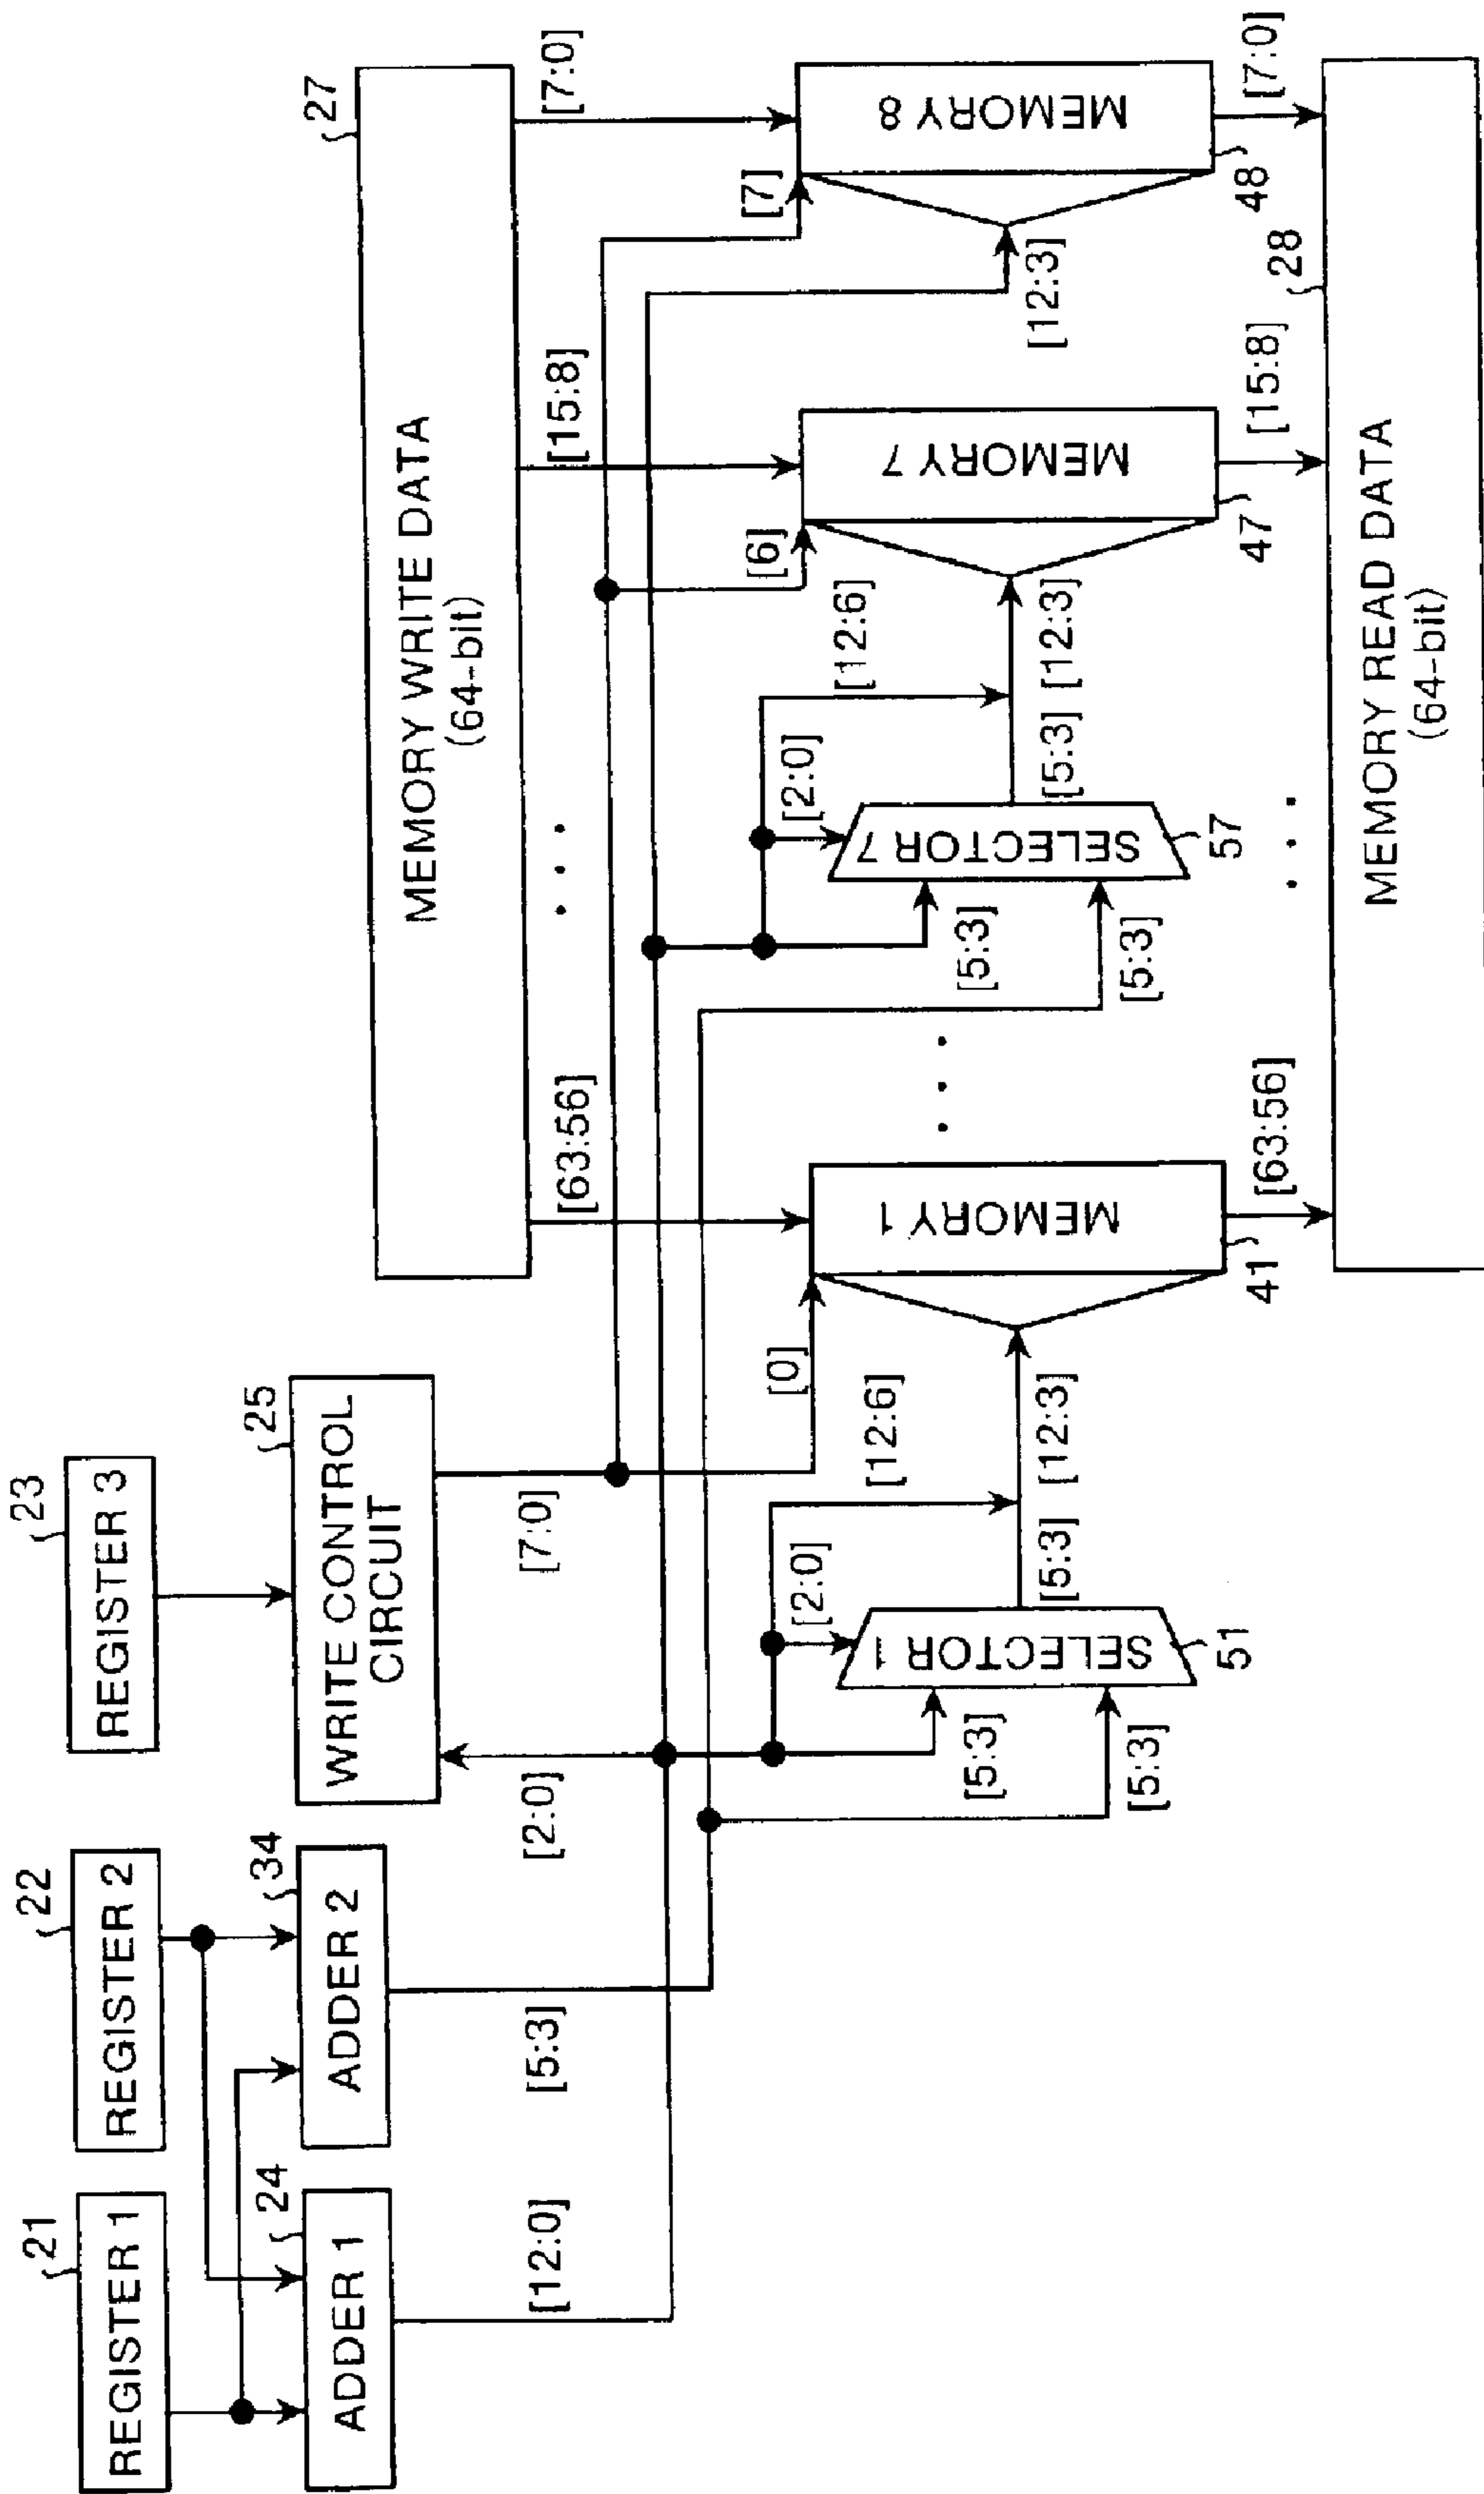 21
REGISTER 1
22
REGISTER 2
23
REGISTER 3
24
ADDER 1
34
ADDER 2
25
WRITE CONTROL
CIRCUIT
27
MEMORY WRITE DATA
(64-bit)
[12:0]
[5:3]
[2:0]
[7:0]
[63:56]
[15:8]
[7:0]
[0]
[6]
[7]
[5:3]
[5:3]
[2:0]
SELECTOR 1
51
[12:6]
[5:3]
[12:3]
MEMORY 1
41
[5:3]
[5:3]
[2:0]
SELECTOR 7
57
[12:6]
[5:3]
[12:3]
MEMORY 7
47
[12:3]
MEMORY 8
48
[63:56]
[15:8]
[7:0]
28
MEMORY READ DATA
(64-bit)